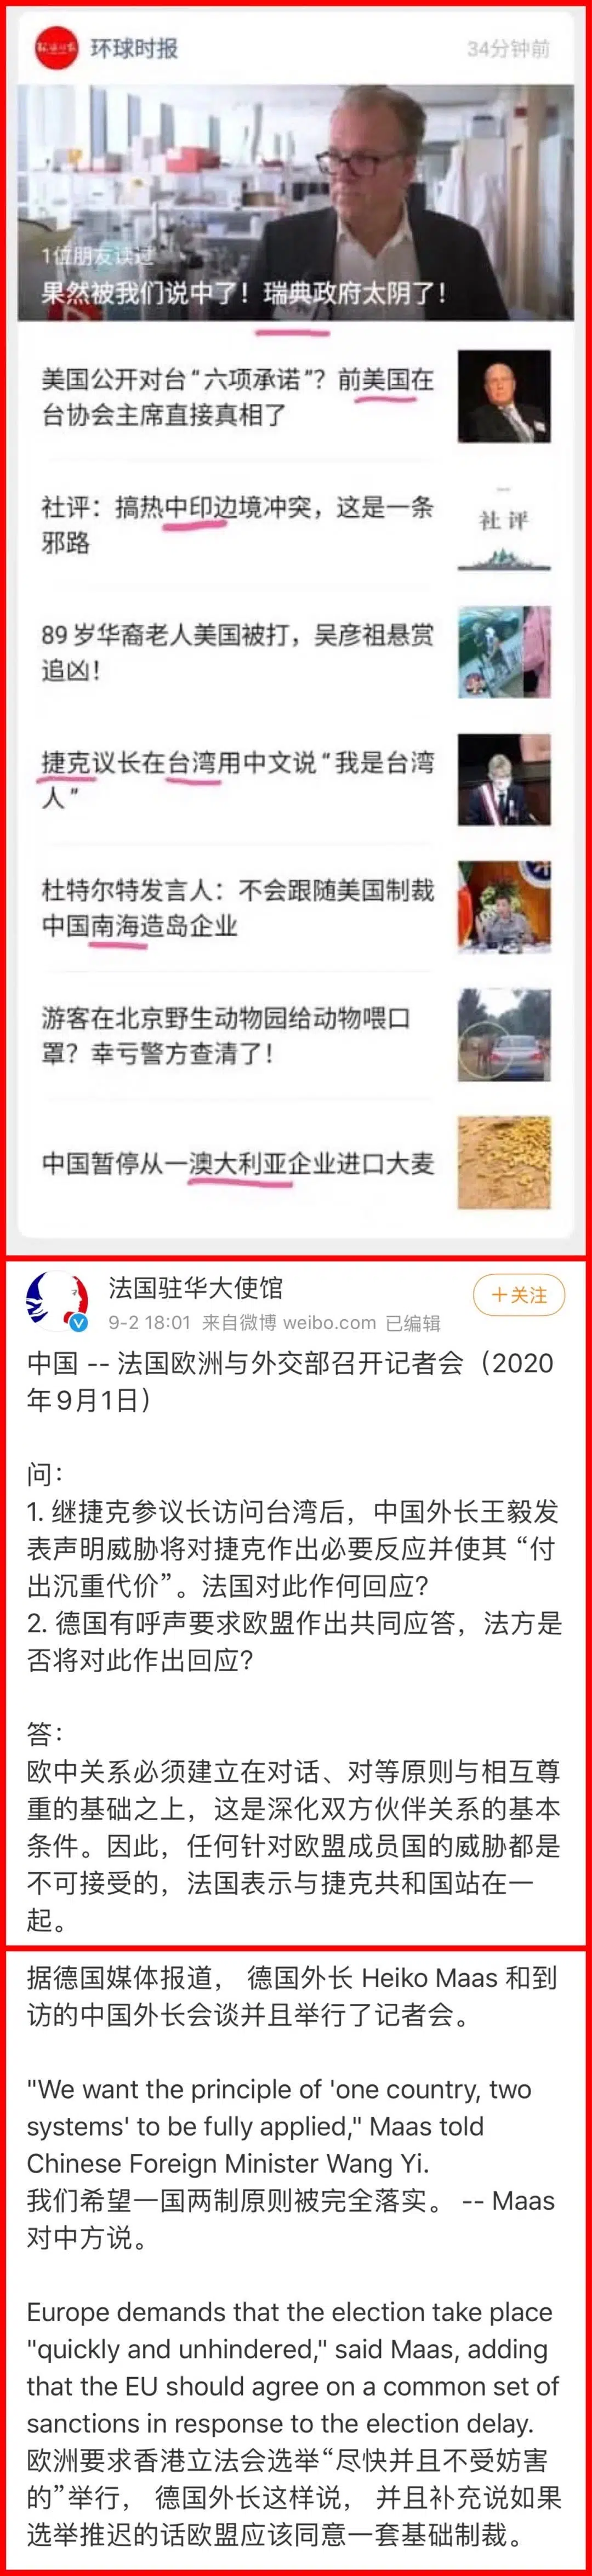 环球时报
34分钟前
1位朋友读过
果然被我们说中了！瑞典政府太阴了！
美国公开对台“六项承诺”？前美国在
台协会主席直接真相了
社评：搞热中印边境冲突，这是一条
邪路
社评
89岁华裔老人美国被打，吴彦祖悬赏
追凶！
捷克议长在台湾用中文说“我是台湾
人”
杜特尔特发言人：不会跟随美国制裁
中国南海造岛企业
游客在北京野生动物园给动物喂口
罩？幸亏警方查清了！
中国暂停从一澳大利亚企业进口大麦
法国驻华大使馆
+关注
9-2 18:01 来自微博 weibo.com 已编辑
中国 -- 法国欧洲与外交部召开记者会（2020
年9月1日）
问：
1. 继捷克参议长访问台湾后，中国外长王毅发
表声明威胁将对捷克作出必要反应并使其 “付
出沉重代价”。法国对此作何回应?
2. 德国有呼声要求欧盟作出共同应答，法方是
否将对此作出回应?
答：
欧中关系必须建立在对话、对等原则与相互尊
重的基础之上，这是深化双方伙伴关系的基本
条件。因此，任何针对欧盟成员国的威胁都是
不可接受的，法国表示与捷克共和国站在一
起。
据德国媒体报道， 德国外长 Heiko Maas 和到
访的中国外长会谈并且举行了记者会。
"We want the principle of 'one country, two
systems' to be fully applied," Maas told
Chinese Foreign Minister Wang Yi.
我们希望一国两制原则被完全落实。 -- Maas
对中方说。
Europe demands that the election take place
"quickly and unhindered," said Maas, adding
that the EU should agree on a common set of
sanctions in response to the election delay.
欧洲要求香港立法会选举“尽快并且不受妨害
的”举行， 德国外长这样说， 并且补充说如果
选举推迟的话欧盟应该同意一套基础制裁。